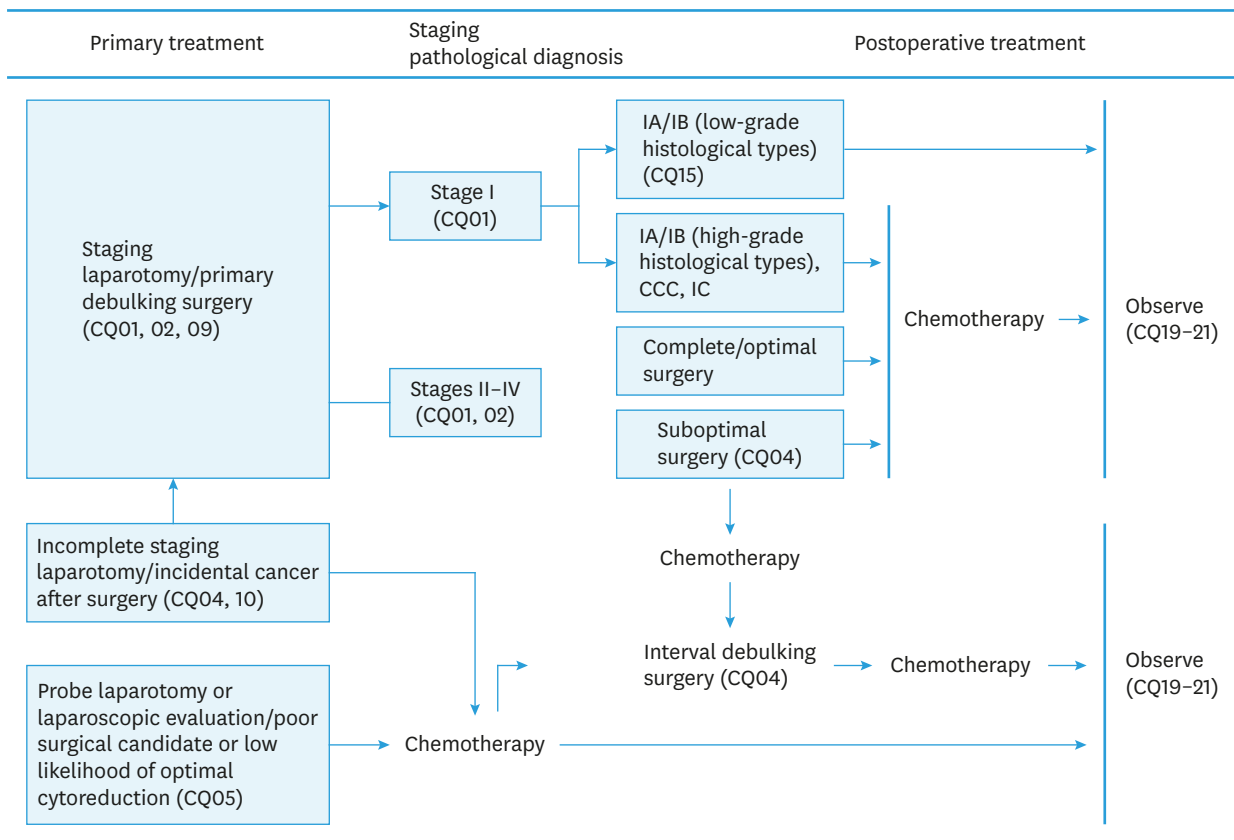 Primary treatment
Staging
pathological diagnosis
Postoperative treatment
Staging
laparotomy/primary
debulking surgery
(CQ01, 02, 09)
Stage I
(CQ01)
Stages II–IV
(CQ01, 02)
IA/IB (low-grade
histological types)
(CQ15)
IA/IB (high-grade
histological types),
CCC, IC
Complete/optimal
surgery
Suboptimal
surgery (CQ04)
Chemotherapy
Observe
(CQ19–21)
Incomplete staging
laparotomy/incidental cancer
after surgery (CQ04, 10)
Probe laparotomy or
laparoscopic evaluation/poor
surgical candidate or low
likelihood of optimal
cytoreduction (CQ05)
Chemotherapy
Chemotherapy
Interval debulking
surgery (CQ04)
Chemotherapy
Observe
(CQ19–21)